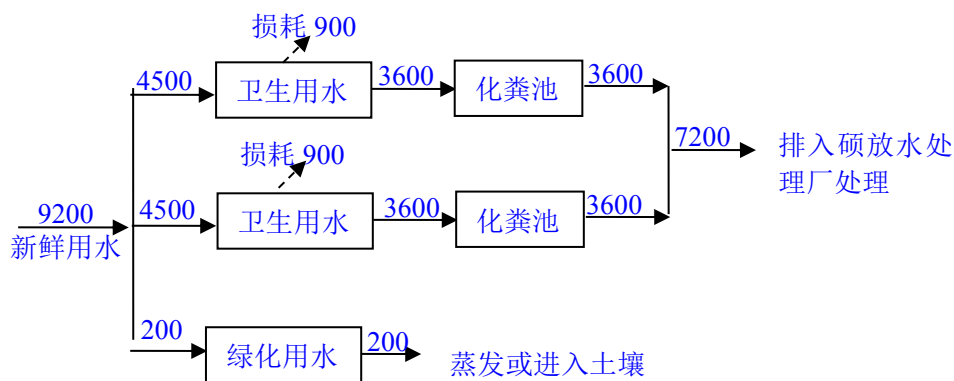 损耗 900
4500
卫生用水
3600
化粪池
3600
7200
排入硕放水处
理厂处理
损耗 900
9200
新鲜用水
4500
卫生用水
3600
化粪池
3600
200
绿化用水
200
蒸发或进入土壤